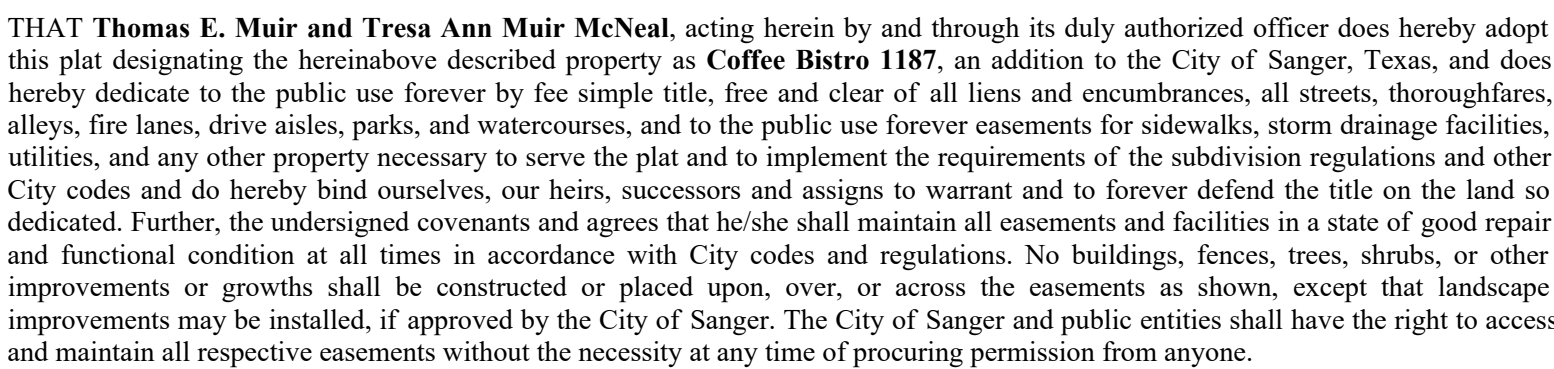 THAT Thomas E. Muir and Tresa Ann Muir McNeal, acting herein by and through its duly authorized officer does hereby adopt
this plat designating the hereinabove described property as Coffee Bistro 1187, an addition to the City of Sanger, Texas, and does
hereby dedicate to the public use forever by fee simple title, free and clear of all liens and encumbrances, all streets, thoroughfares,
alleys, fire lanes, drive aisles, parks, and watercourses, and to the public use forever easements for sidewalks, storm drainage facilities,
utilities, and any other property necessary to serve the plat and to implement the requirements of the subdivision regulations and other
City codes and do hereby bind ourselves, our heirs, successors and assigns to warrant and to forever defend the title on the land so
dedicated. Further, the undersigned covenants and agrees that he/she shall maintain all easements and facilities in a state of good repair
and functional condition at all times in accordance with City codes and regulations. No buildings, fences, trees, shrubs, or other
improvements or growths shall be constructed or placed upon, over, or across the easements as shown, except that landscape
improvements may be installed, if approved by the City of Sanger. The City of Sanger and public entities shall have the right to access
and maintain all respective easements without the necessity at any time of procuring permission from anyone.